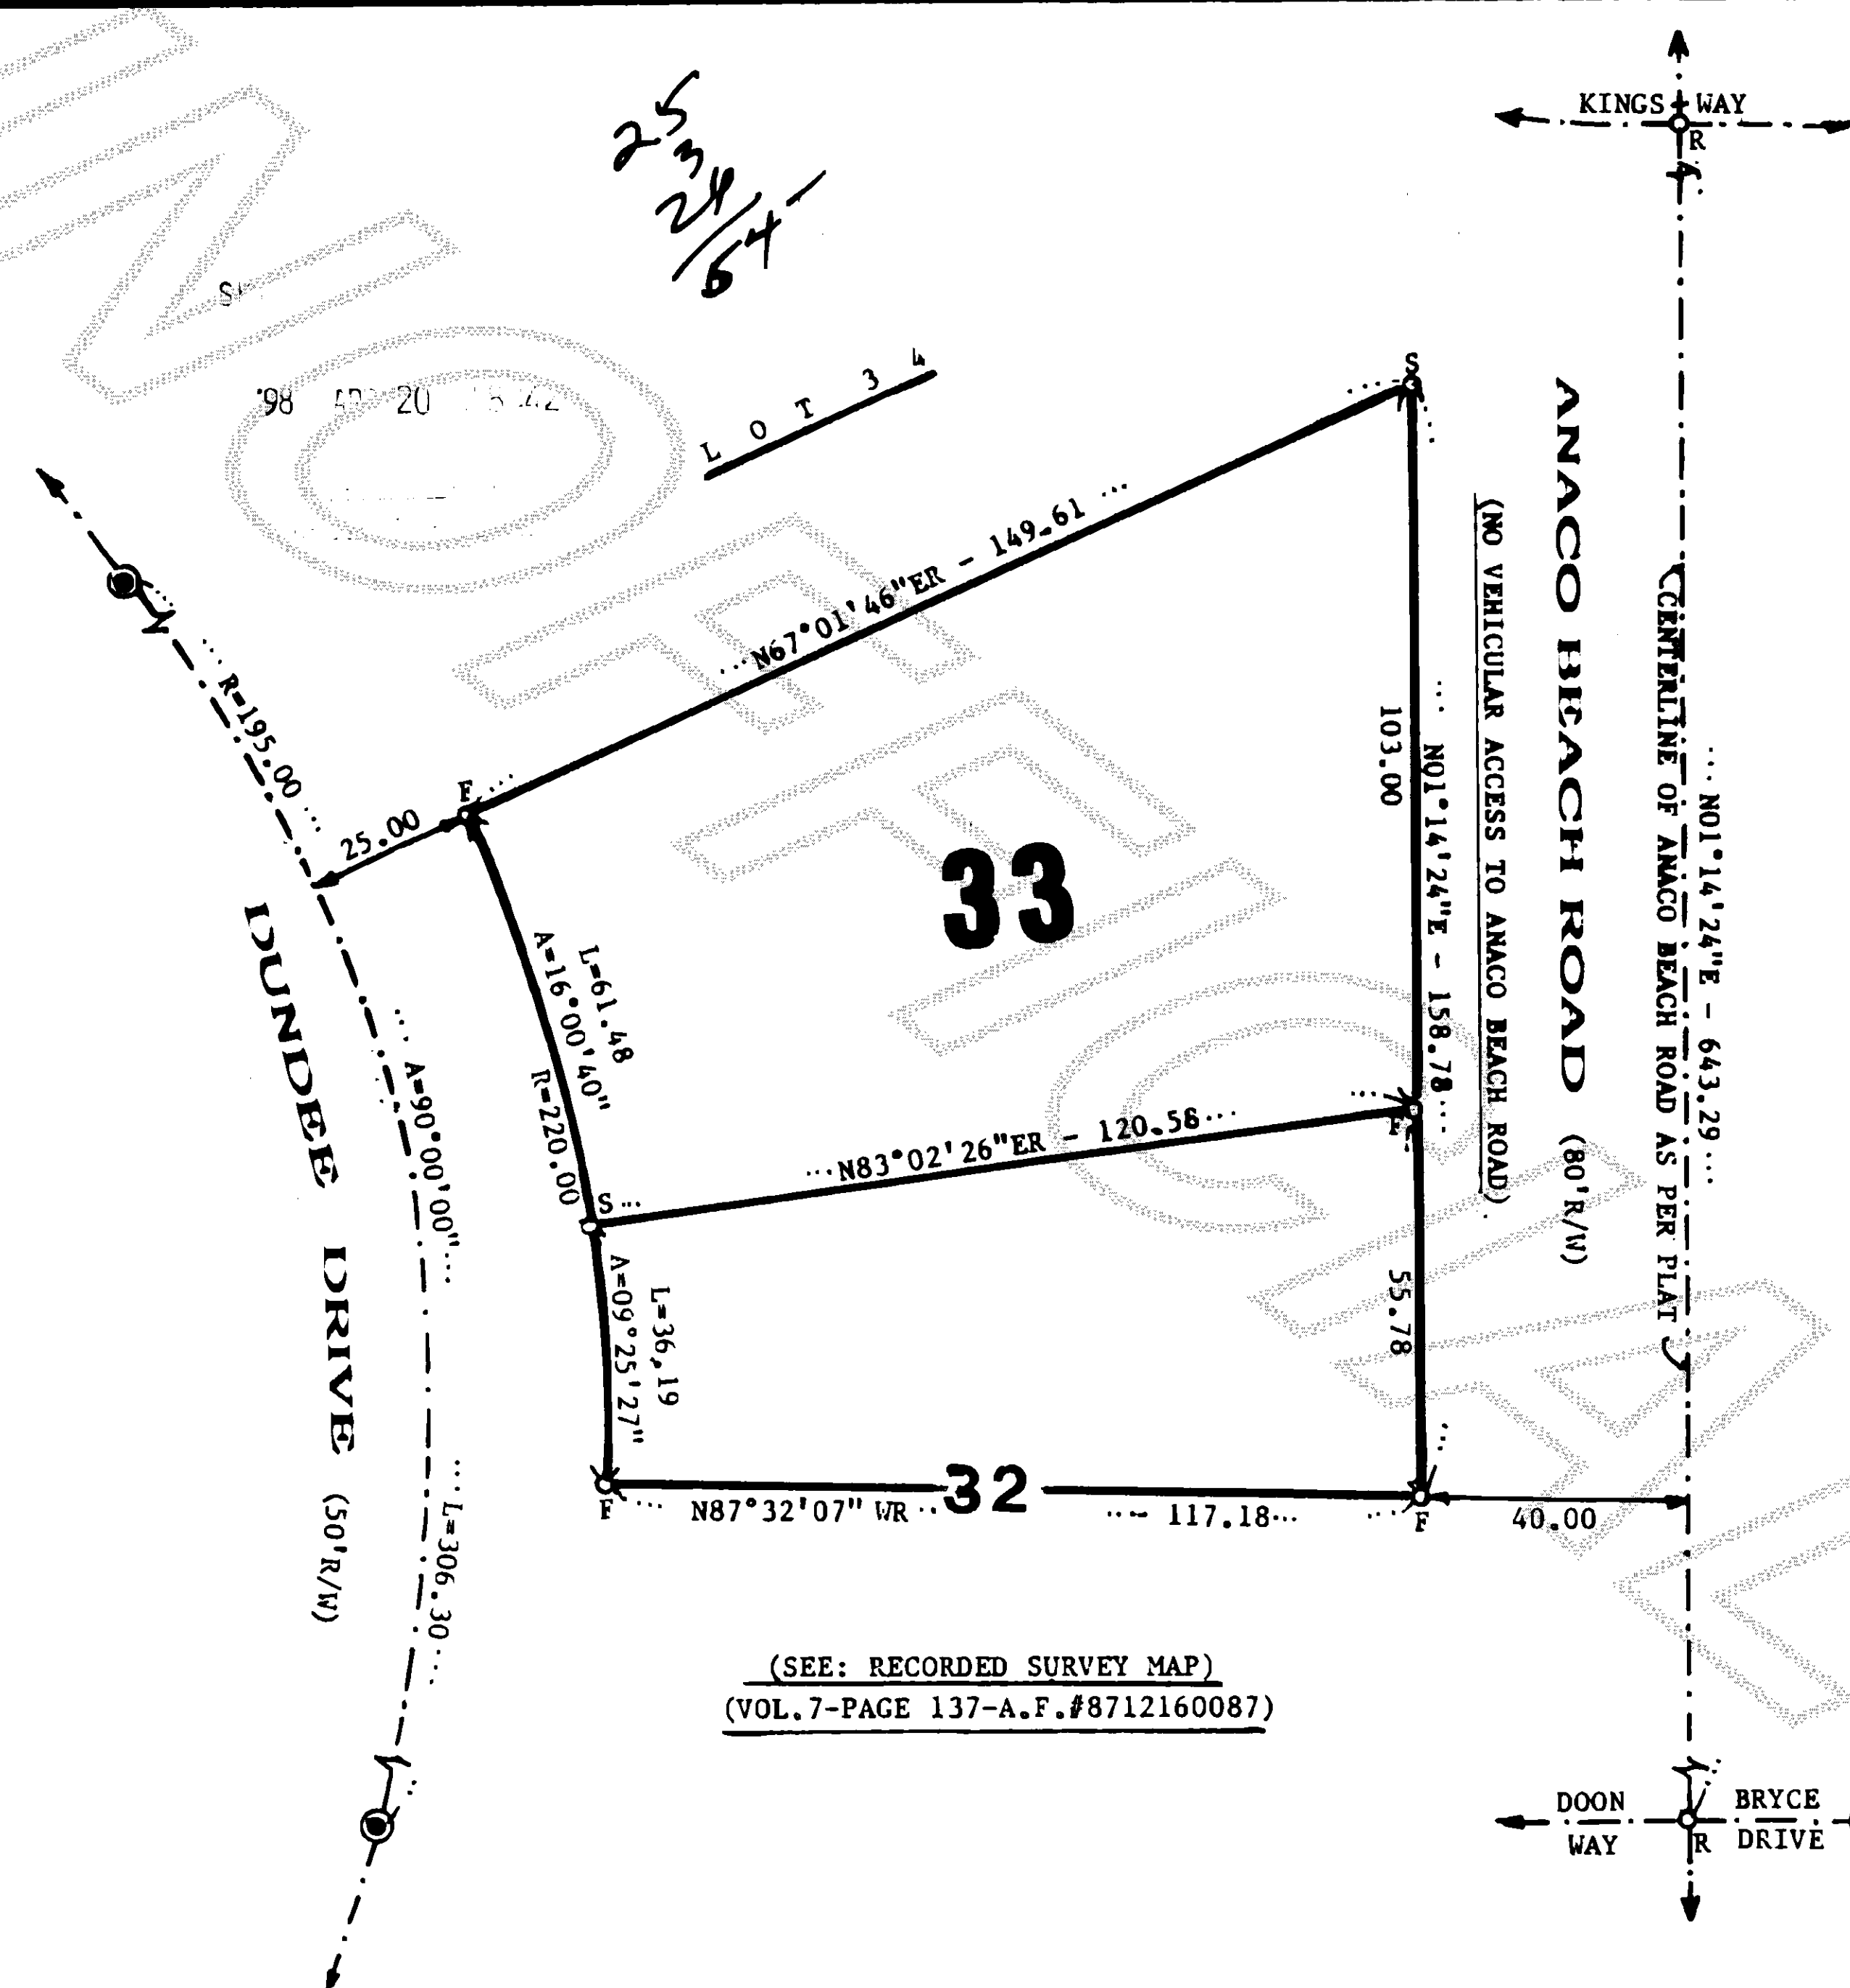 KINGS WAY
R
25
3
24
64
'98 20
LOT 34
S
ANACO BEACH ROAD (80'R/W)
(NO VEHICULAR ACCESS TO ANACO BEACH ROAD)
CENTERLINE OF ANACO BEACH ROAD AS PER PLAT
... N01°14'24"E - 643.29 ...
... N01°14'24"E - 158.78 ...
103.00
... N67°01'46"ER - 149.61 ...
33
F
25.00
... R=195.00 ...
L=61.48
A=16°00'40"
R=220.00
... A=90°00'00" ...
DUNDEE DRIVE (50'R/W)
... L=306.30 ...
F
... N83°02'26"ER - 120.58 ...
S
L=36,19
A=09°25'27"
55.78
F
... N87°32'07" WR ... 32 ... - 117.18 ...
F
40.00
(SEE: RECORDED SURVEY MAP)
(VOL.7-PAGE 137-A.F.#8712160087)
DOON WAY
BRYCE DRIVE
R
UNOFFICIAL